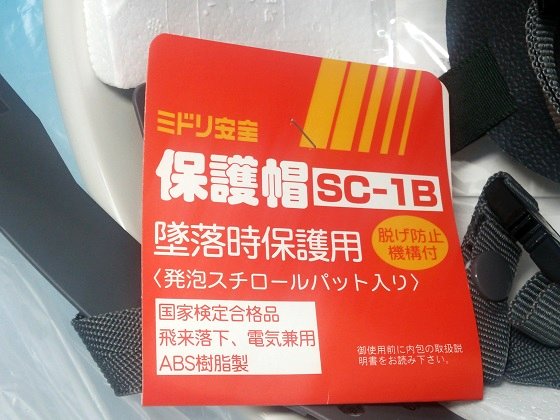 ミドリ安全
保護帽 SC-1B
墜落時保護用
脱げ防止
機構付
〈発泡スチロールパット入り〉
国家検定合格品
飛来落下、電気兼用
ABS樹脂製
御使用前に内包の取扱説
明書をお読み下さい。